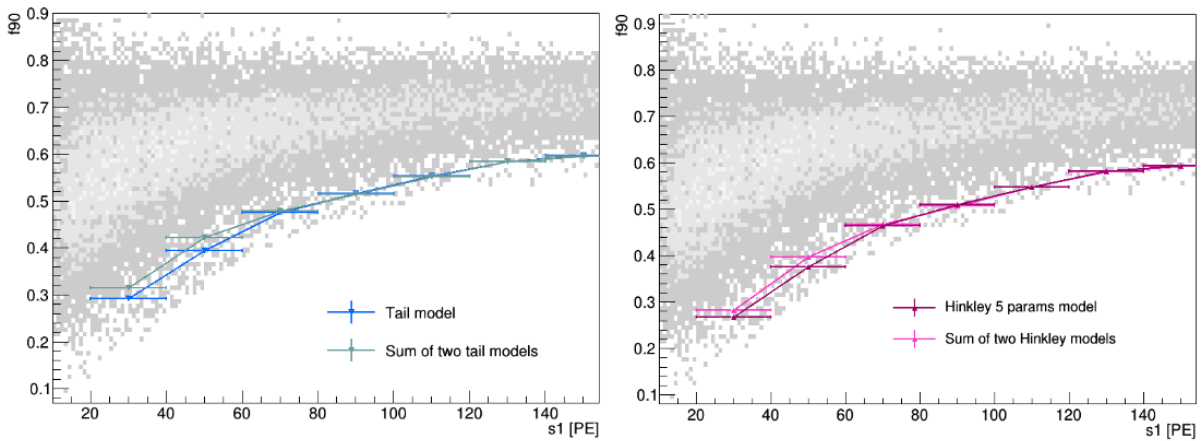 f90
0.9
0.8
0.7
0.6
0.5
0.4
0.3
0.2
0.1
Tail model
Sum of two tail models
20 40 60 80 100 120 140
s1 [PE]
f90
0.9
0.8
0.7
0.6
0.5
0.4
0.3
0.2
0.1
Hinkley 5 params model
Sum of two Hinkley models
20 40 60 80 100 120 140
s1 [PE]